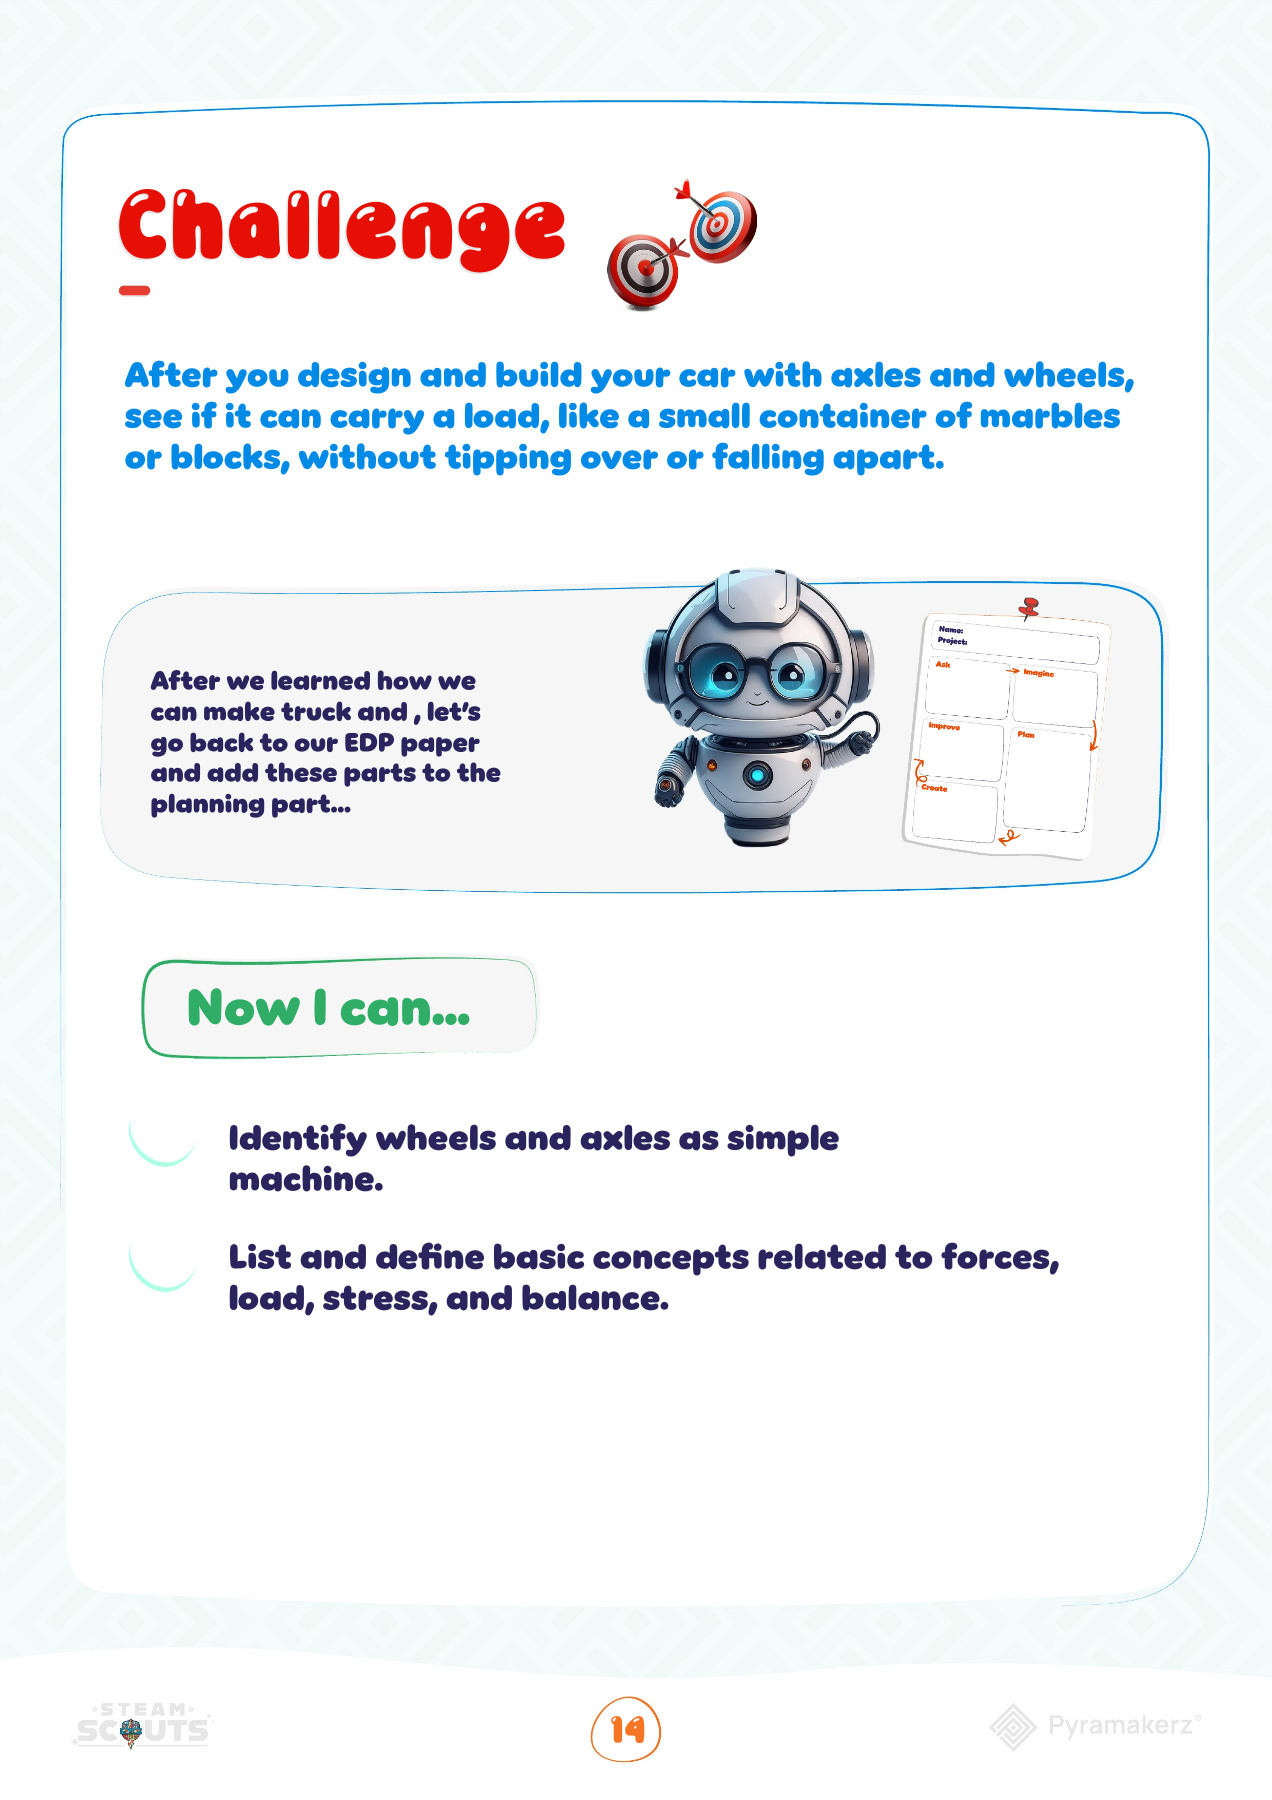 Challenge
After you design and build your car with axles and wheels,
see if it can carry a load, like a small container of marbles
or blocks, without tipping over or falling apart.
After we learned how we
can make truck and , let's
go back to our EDP paper
and add these parts to the
planning part...
Name:
Project:
Ask
Imagine
Improve
Plan
Create
Now I can...
Identify wheels and axles as simple
machine.
List and define basic concepts related to forces,
load, stress, and balance.
STEAM
SCOUTS
14
Pyramakerz